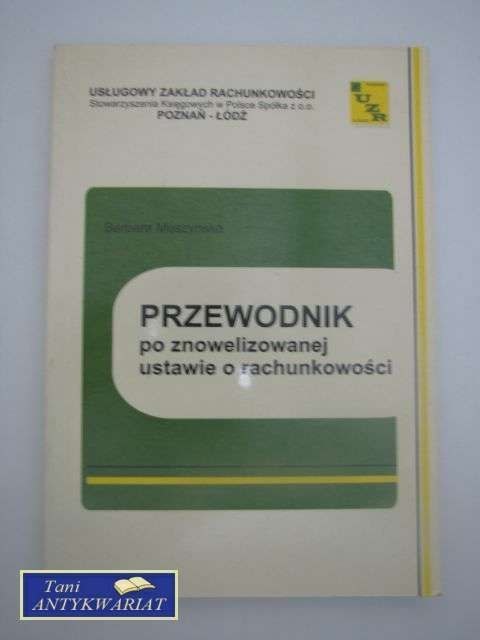 USŁUGOWY ZAKŁAD RACHUNKOWOŚCI
Stowarzyszenia Księgowych w Polsce Spółka z o.o.
POZNAŃ - ŁÓDŹ
UZR
PRZEWODNIK
po znowelizowanej
ustawie o rachunkowości
Tani
ANTYKWARIAT